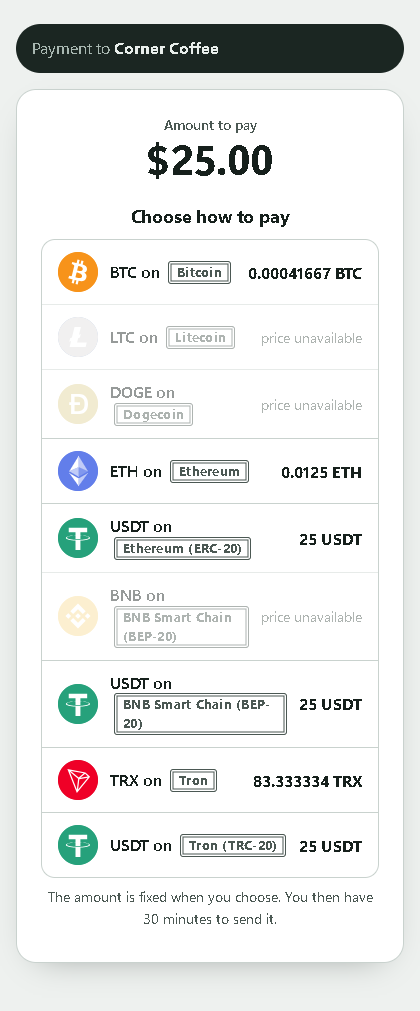 Payment to Corner Coffee
Amount to pay
$25.00
Choose how to pay
BTC on Bitcoin 0.00041667 BTC
LTC on Litecoin price unavailable
DOGE on
Dogecoin
price unavailable
ETH on Ethereum 0.0125 ETH
USDT on
Ethereum (ERC-20)
25 USDT
BNB on
BNB Smart Chain
(BEP-20)
price unavailable
USDT on
BNB Smart Chain (BEP-
20)
25 USDT
TRX on Tron 83.333334 TRX
USDT on Tron (TRC-20) 25 USDT
The amount is fixed when you choose. You then have
30 minutes to send it.